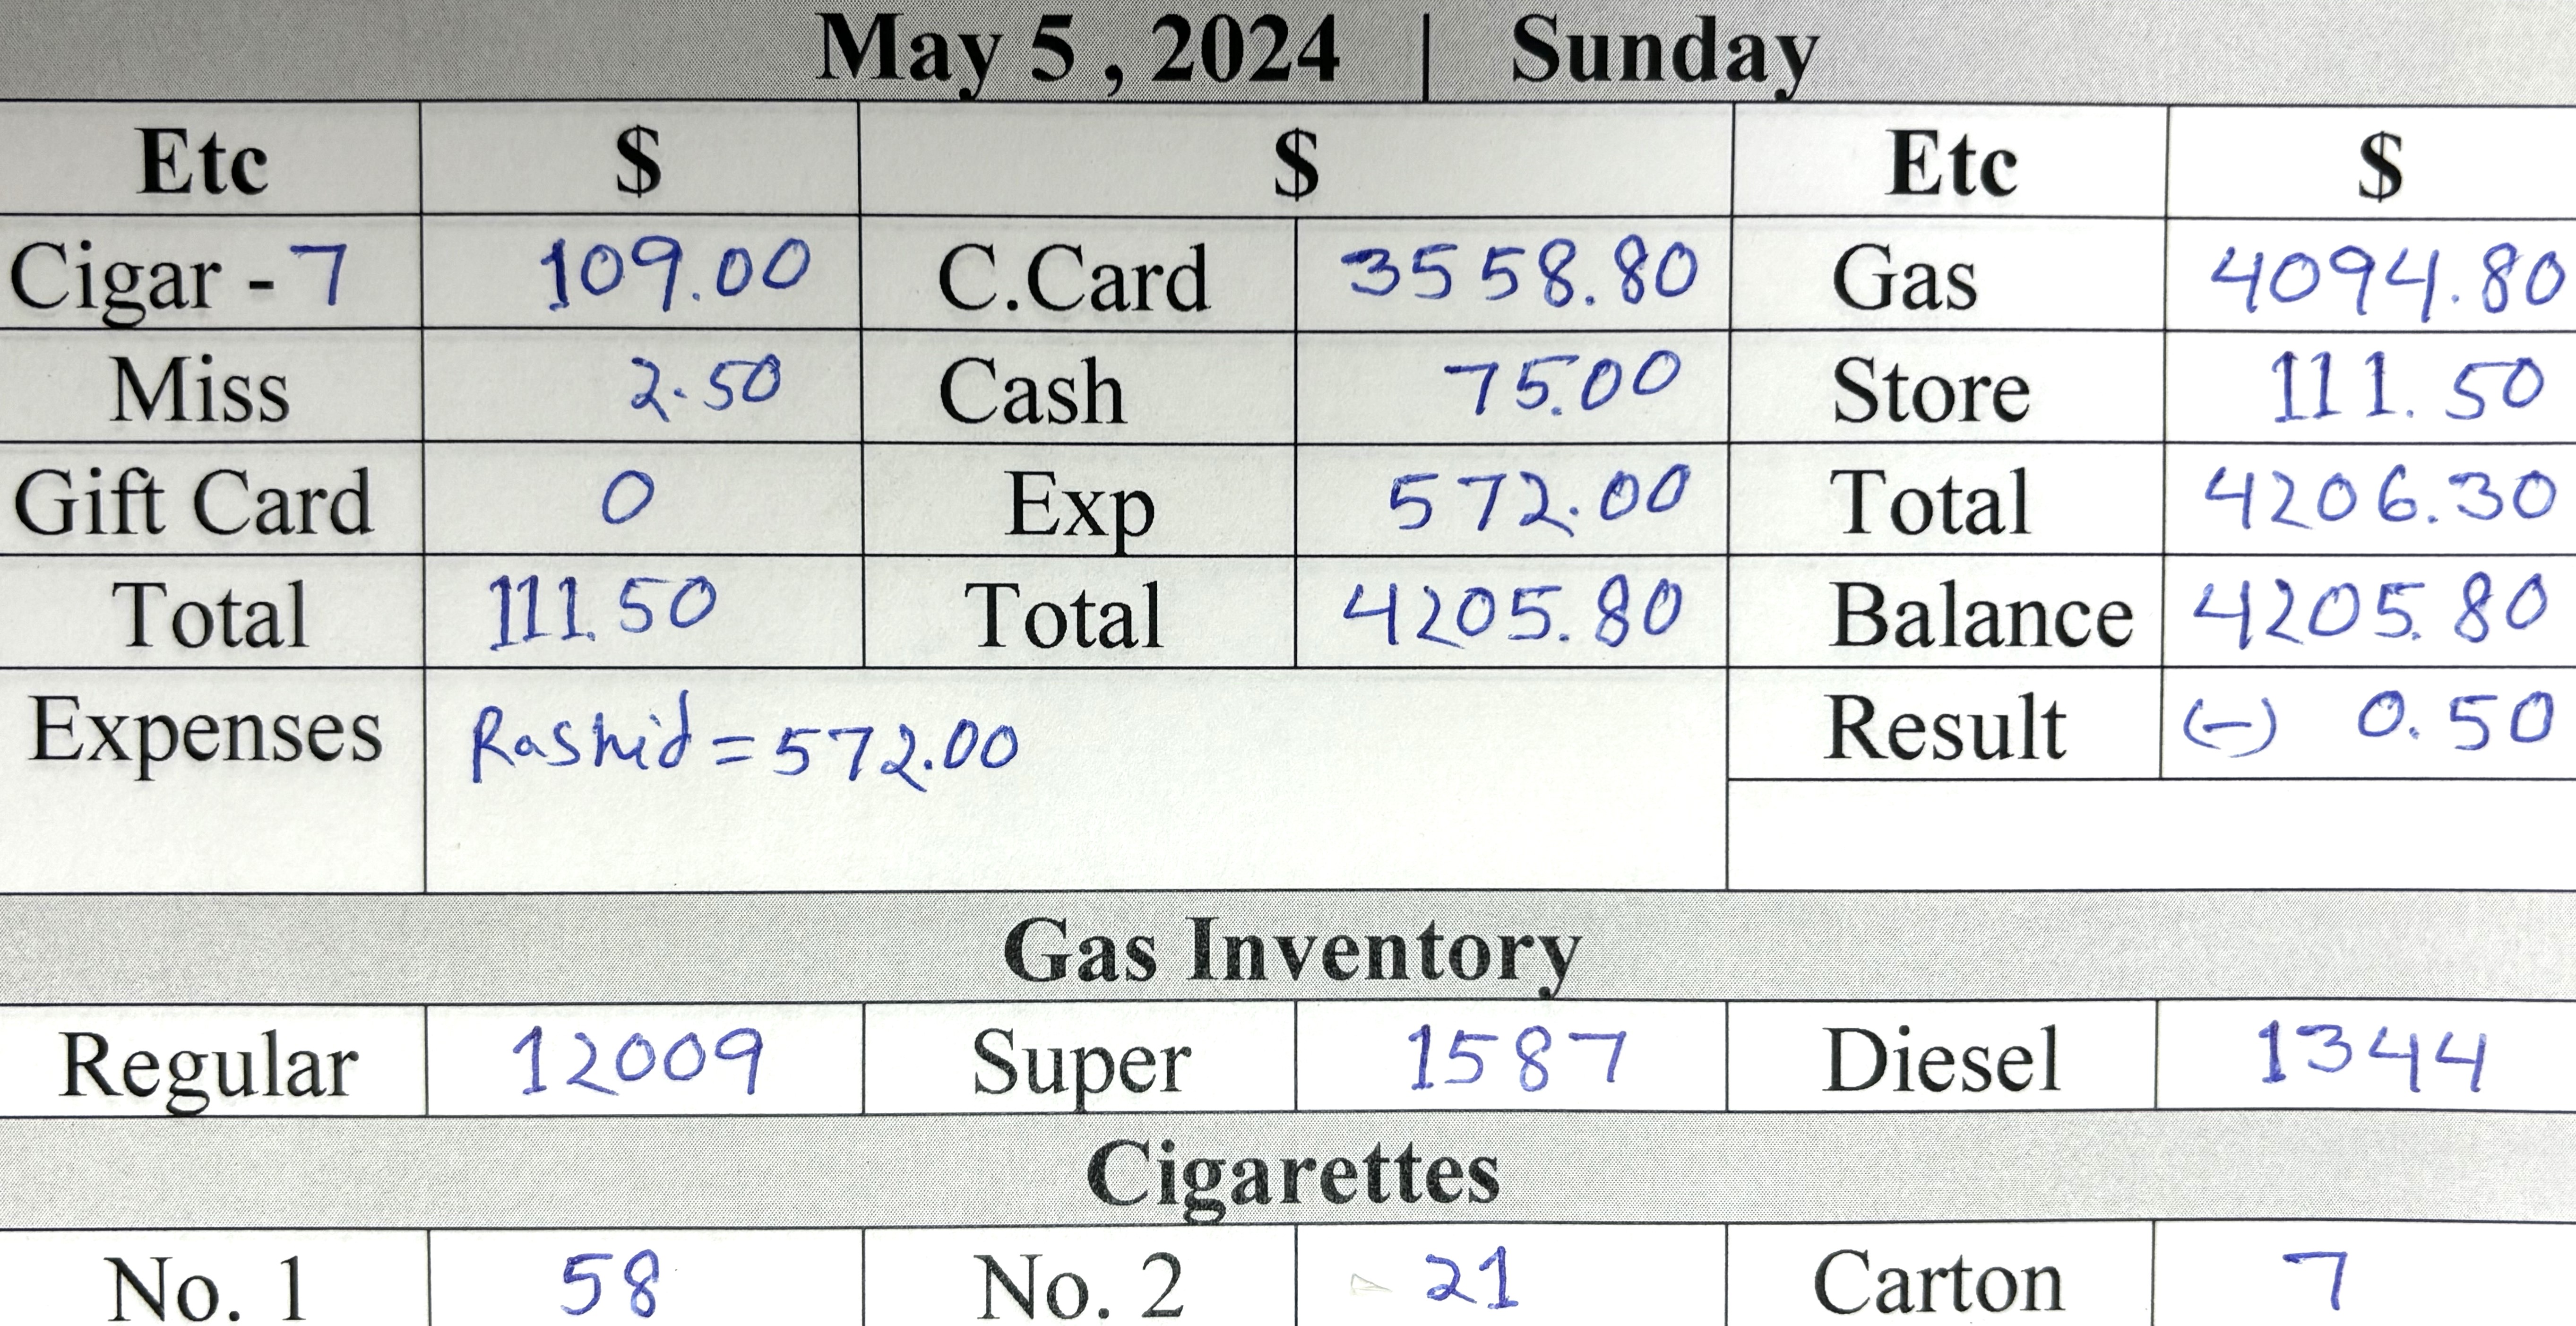 May 5 , 2024 | Sunday
Etc $ $ Etc $
Cigar - 7 109.00 C.Card 3558.80 Gas 4094.80
Miss 2.50 Cash 75.00 Store 111.50
Gift Card 0 Exp 572.00 Total 4206.30
Total 111.50 Total 4205.80 Balance 4205.80
Expenses Rashid = 572.00 Result (-) 0.50
Gas Inventory
Regular 12009 Super 1587 Diesel 1344
Cigarettes
No. 1 58 No. 2 21 Carton 7